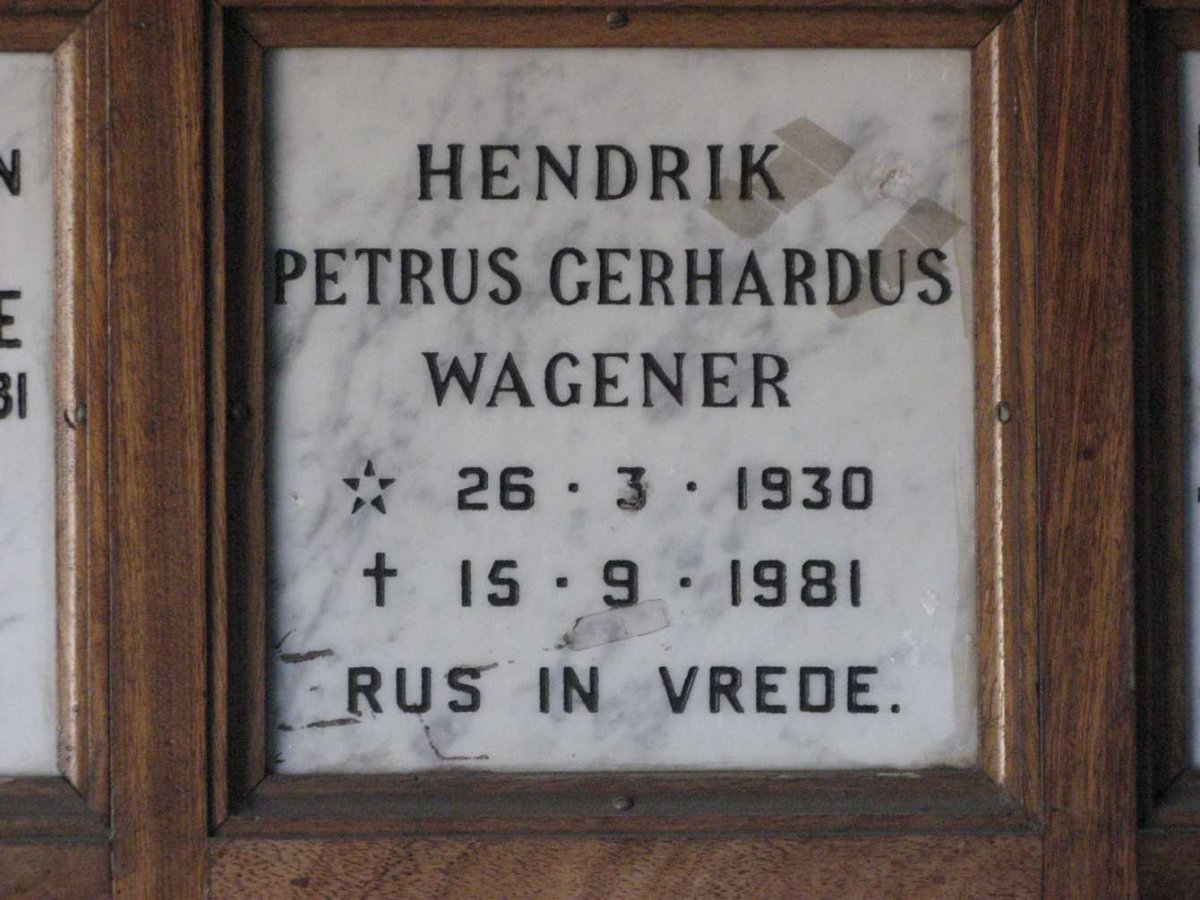 HENDRIK
PETRUS GERHARDUS
WAGENER
☆ 26 · 3 · 1930
✝ 15 · 9 · 1981
RUS IN VREDE.